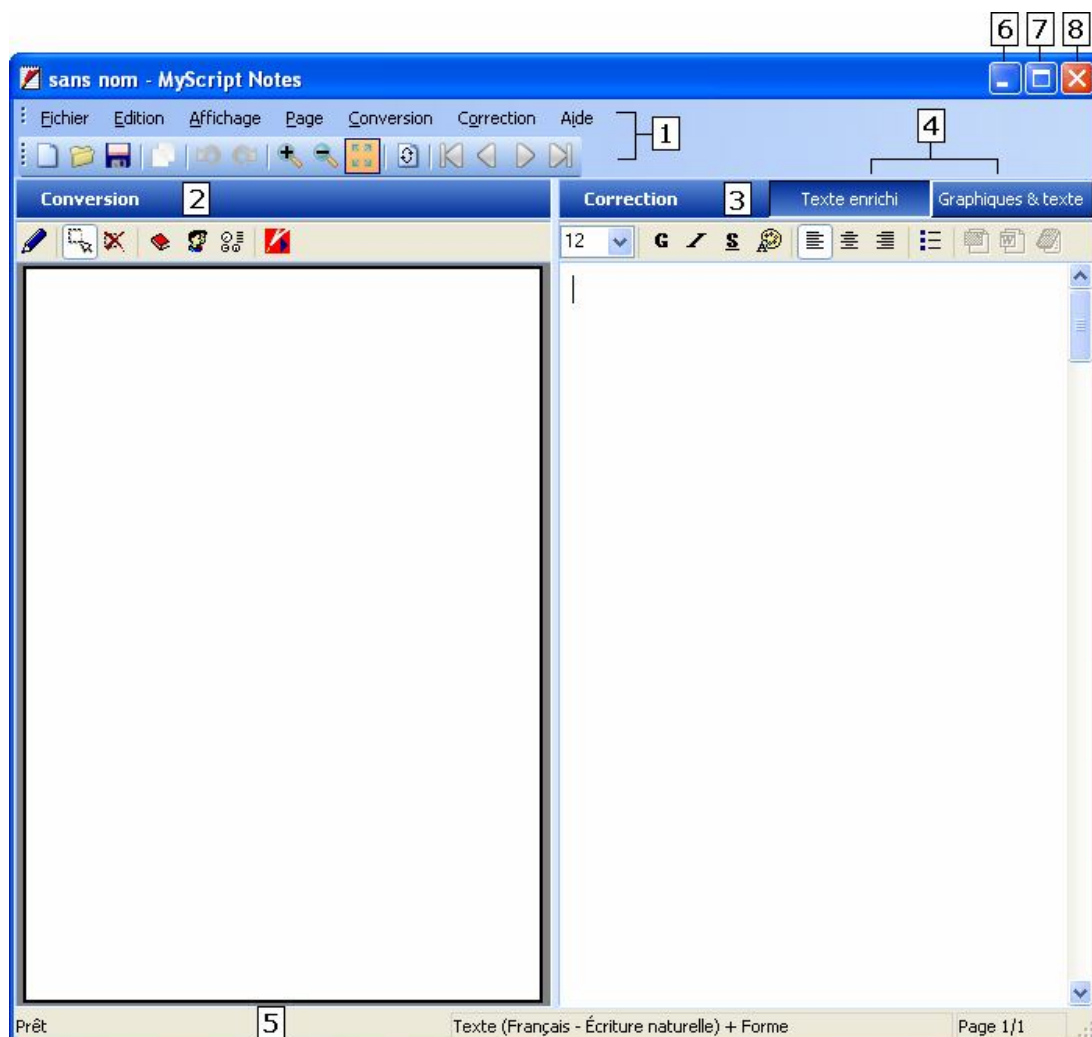 6 7 8
sans nom - MyScript Notes
Fichier Edition Affichage Page Conversion Correction Aide
1
4
Conversion 2 Correction 3 Texte enrichi Graphiques & texte
12 G I S
Prêt 5 Texte (Français - Écriture naturelle) + Forme Page 1/1